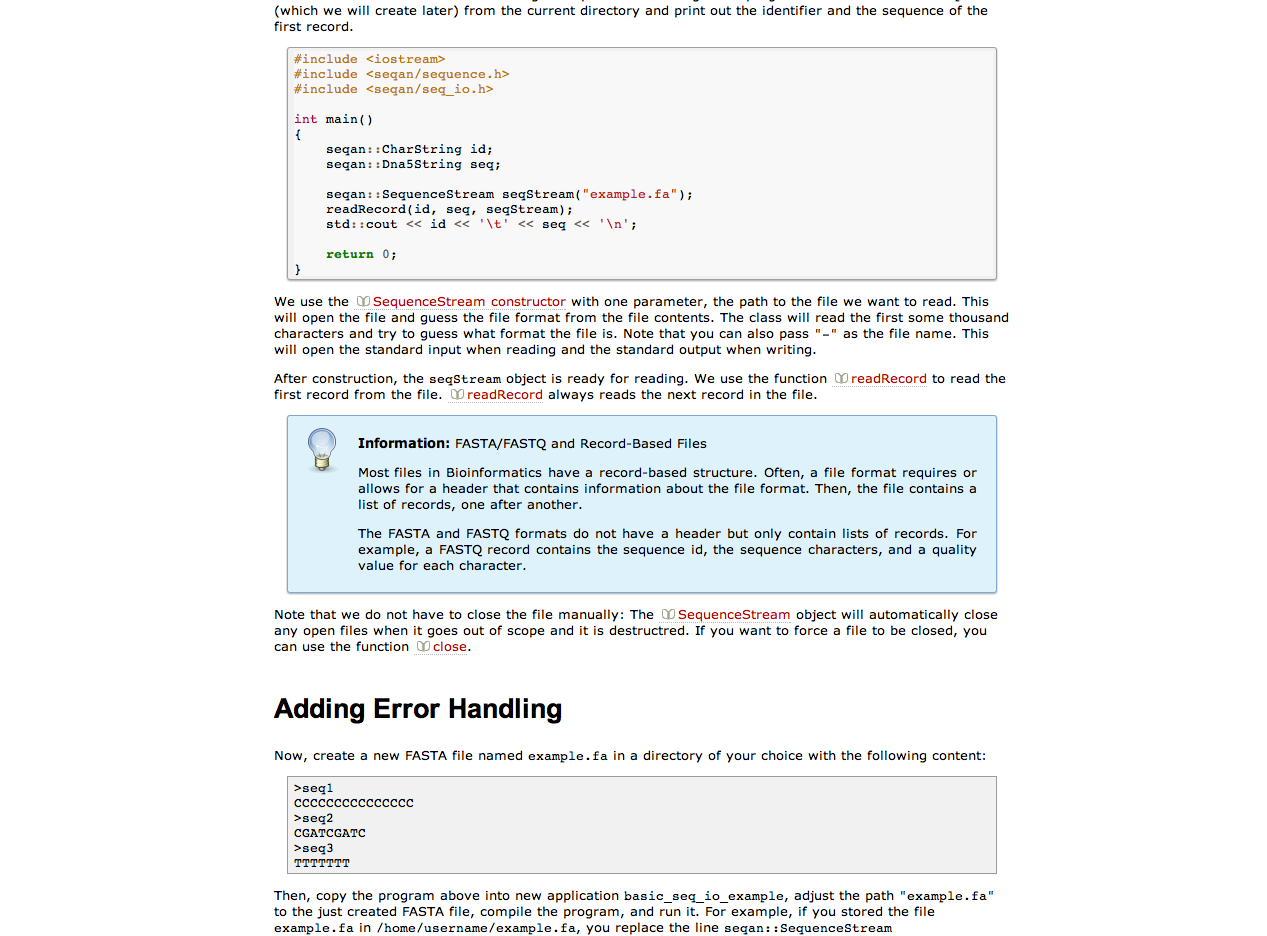 (which we will create later) from the current directory and print out the identifier and the sequence of the
first record.
#include <iostream>
#include <seqan/sequence.h>
#include <seqan/seq_io.h>
int main()
{
    seqan::CharString id;
    seqan::Dna5String seq;
    seqan::SequenceStream seqStream("example.fa");
    readRecord(id, seq, seqStream);
    std::cout << id << '\t' << seq << '\n';
    return 0;
}
We use the SequenceStream constructor with one parameter, the path to the file we want to read. This
will open the file and guess the file format from the file contents. The class will read the first some thousand
characters and try to guess what format the file is. Note that you can also pass "-" as the file name. This
will open the standard input when reading and the standard output when writing.
After construction, the seqStream object is ready for reading. We use the function readRecord to read the
first record from the file. readRecord always reads the next record in the file.
Information: FASTA/FASTQ and Record-Based Files
Most files in Bioinformatics have a record-based structure. Often, a file format requires or
allows for a header that contains information about the file format. Then, the file contains a
list of records, one after another.
The FASTA and FASTQ formats do not have a header but only contain lists of records. For
example, a FASTQ record contains the sequence id, the sequence characters, and a quality
value for each character.
Note that we do not have to close the file manually: The SequenceStream object will automatically close
any open files when it goes out of scope and it is destructred. If you want to force a file to be closed, you
can use the function close.
Adding Error Handling
Now, create a new FASTA file named example.fa in a directory of your choice with the following content:
>seq1
CCCCCCCCCCCCCCC
>seq2
CGATCGATC
>seq3
TTTTTTT
Then, copy the program above into new application basic_seq_io_example, adjust the path "example.fa"
to the just created FASTA file, compile the program, and run it. For example, if you stored the file
example.fa in /home/username/example.fa, you replace the line seqan::SequenceStream